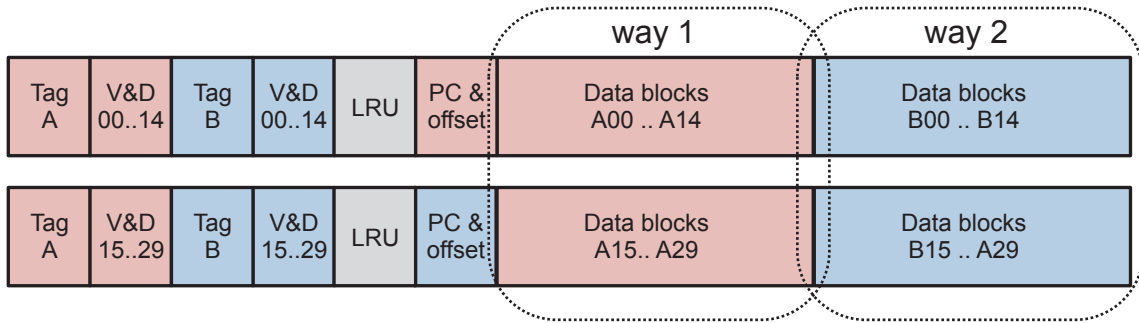 way 1
way 2
Tag
A
V&D
00..14
Tag
B
V&D
00..14
LRU
PC &
offset
Data blocks
A00 .. A14
Data blocks
B00 .. B14
Tag
A
V&D
15..29
Tag
B
V&D
15..29
LRU
PC &
offset
Data blocks
A15.. A29
Data blocks
B15 .. A29